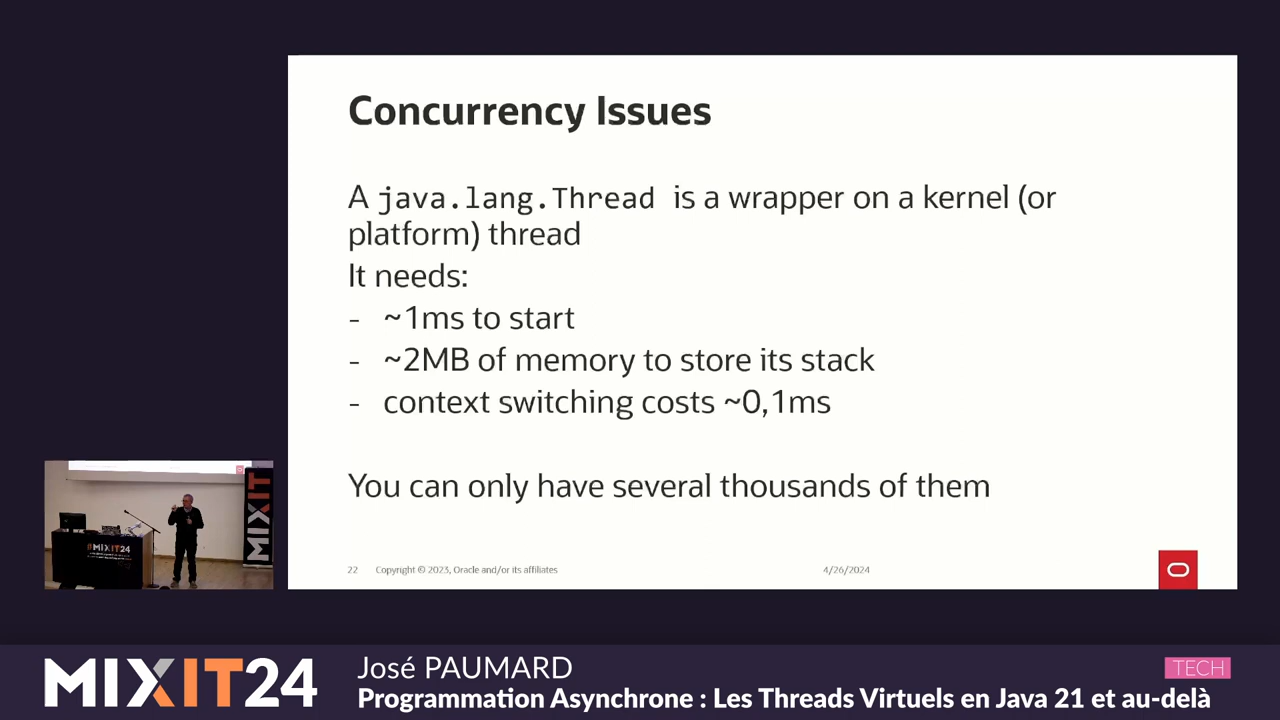 Concurrency Issues
A java.lang.Thread is a wrapper on a kernel (or
platform) thread
It needs:
- ~1ms to start
- ~2MB of memory to store its stack
- context switching costs ~0,1ms
You can only have several thousands of them
22 Copyright © 2023, Oracle and/or its affiliates 4/26/2024
MIXIT
#MIXIT24
MIXIT24
José PAUMARD
TECH
Programmation Asynchrone : Les Threads Virtuels en Java 21 et au-delà